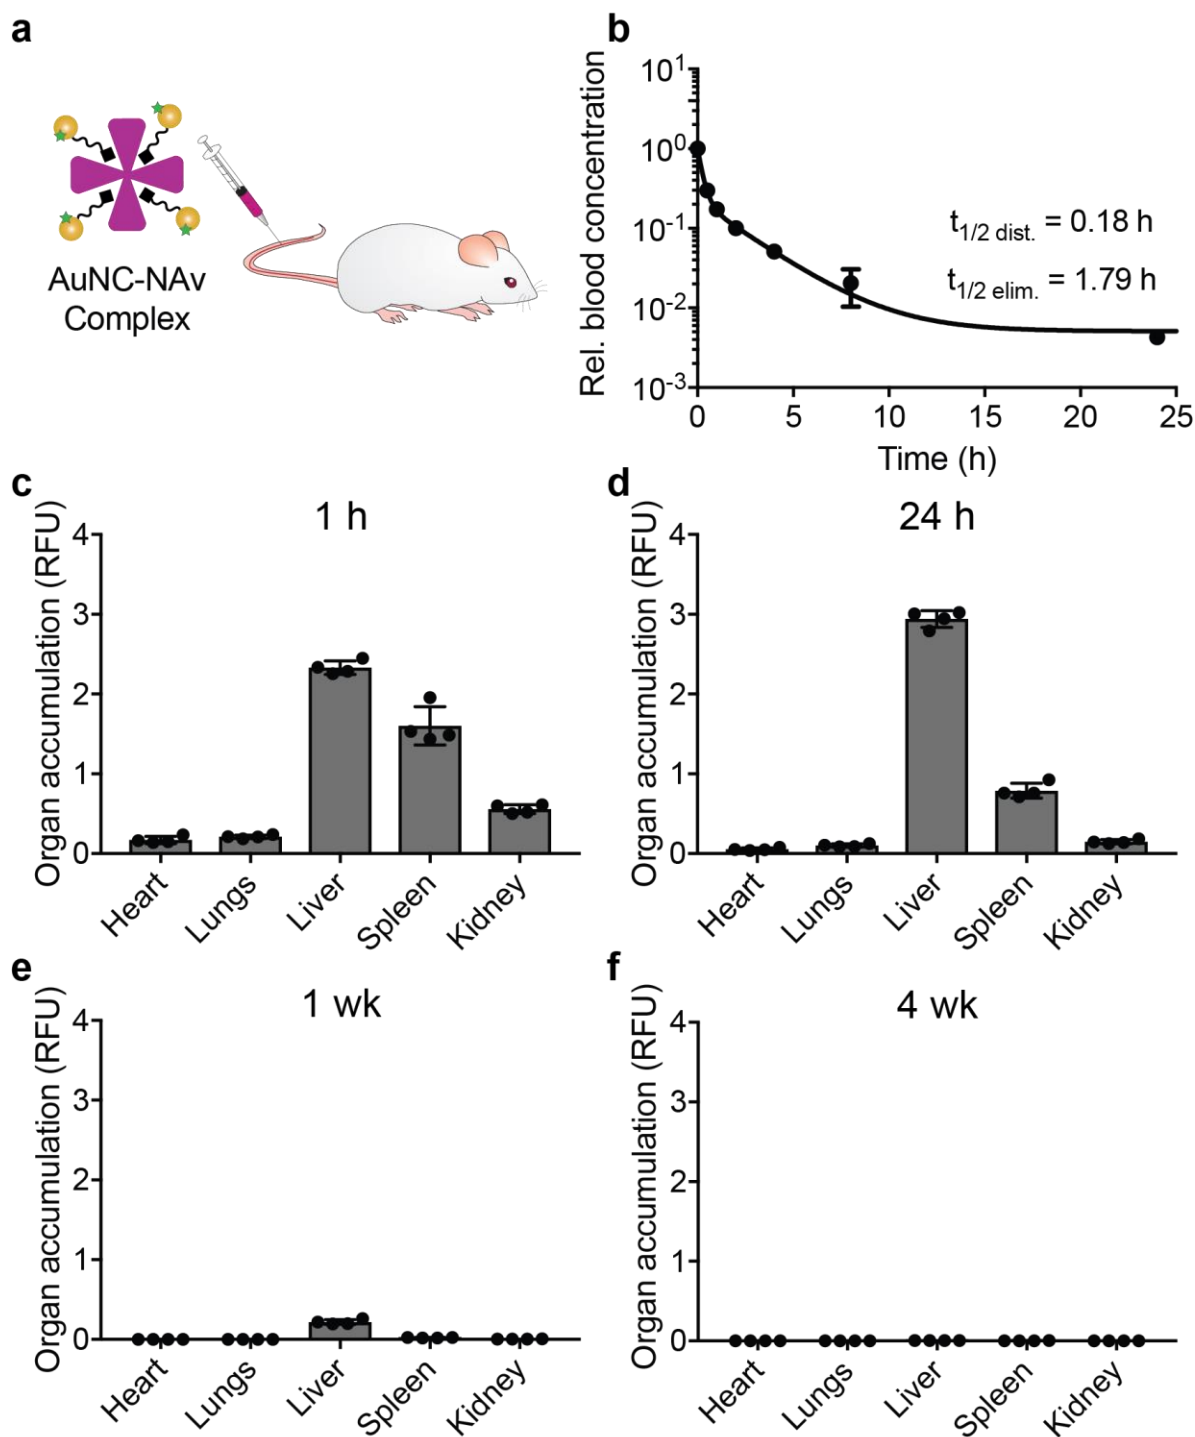 a
AuNC-NAv
Complex
b
Rel. blood concentration
10¹
10⁰
10⁻¹
10⁻²
10⁻³
t1/2 dist. = 0.18 h
t1/2 elim. = 1.79 h
0 5 10 15 20 25
Time (h)
c
1 h
Organ accumulation (RFU)
4
3
2
1
0
Heart Lungs Liver Spleen Kidney
d
24 h
Organ accumulation (RFU)
4
3
2
1
0
Heart Lungs Liver Spleen Kidney
e
1 wk
Organ accumulation (RFU)
4
3
2
1
0
Heart Lungs Liver Spleen Kidney
f
4 wk
Organ accumulation (RFU)
4
3
2
1
0
Heart Lungs Liver Spleen Kidney